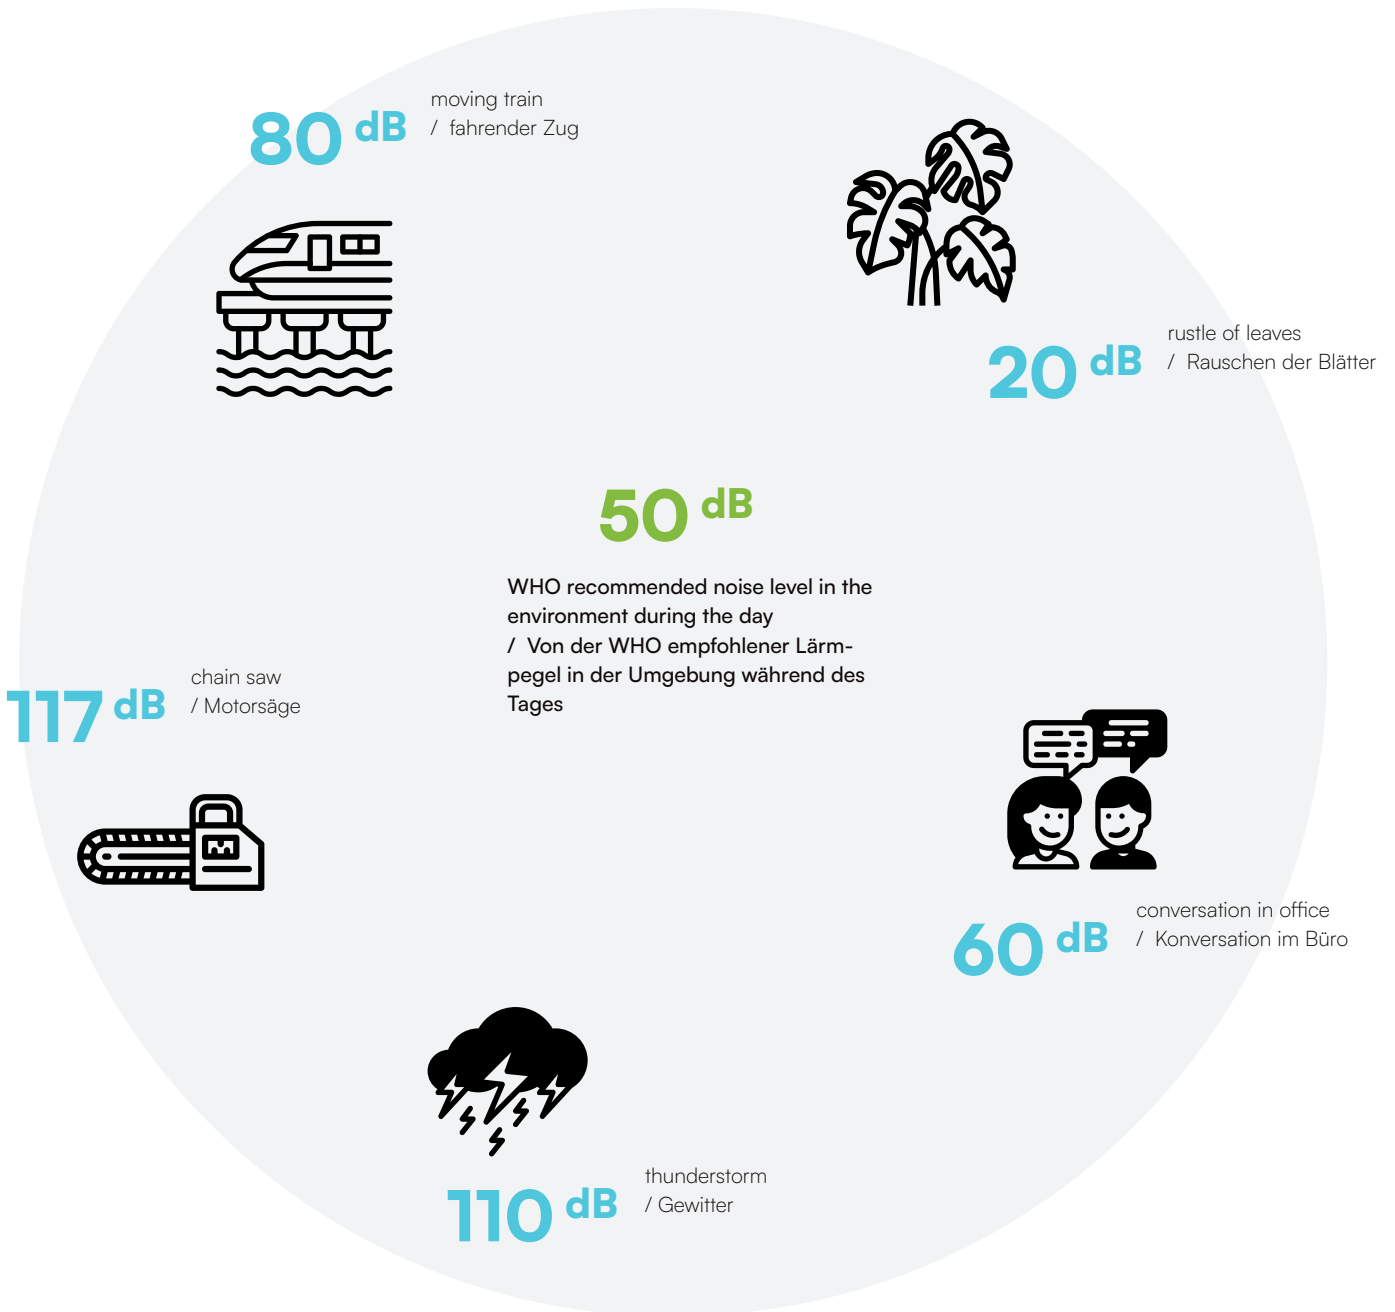 80 dB
moving train
/ fahrender Zug
20 dB
rustle of leaves
/ Rauschen der Blätter
50 dB
WHO recommended noise level in the
environment during the day
/ Von der WHO empfohlener Lärm-
pegel in der Umgebung während des
Tages
117 dB
chain saw
/ Motorsäge
60 dB
conversation in office
/ Konversation im Büro
110 dB
thunderstorm
/ Gewitter